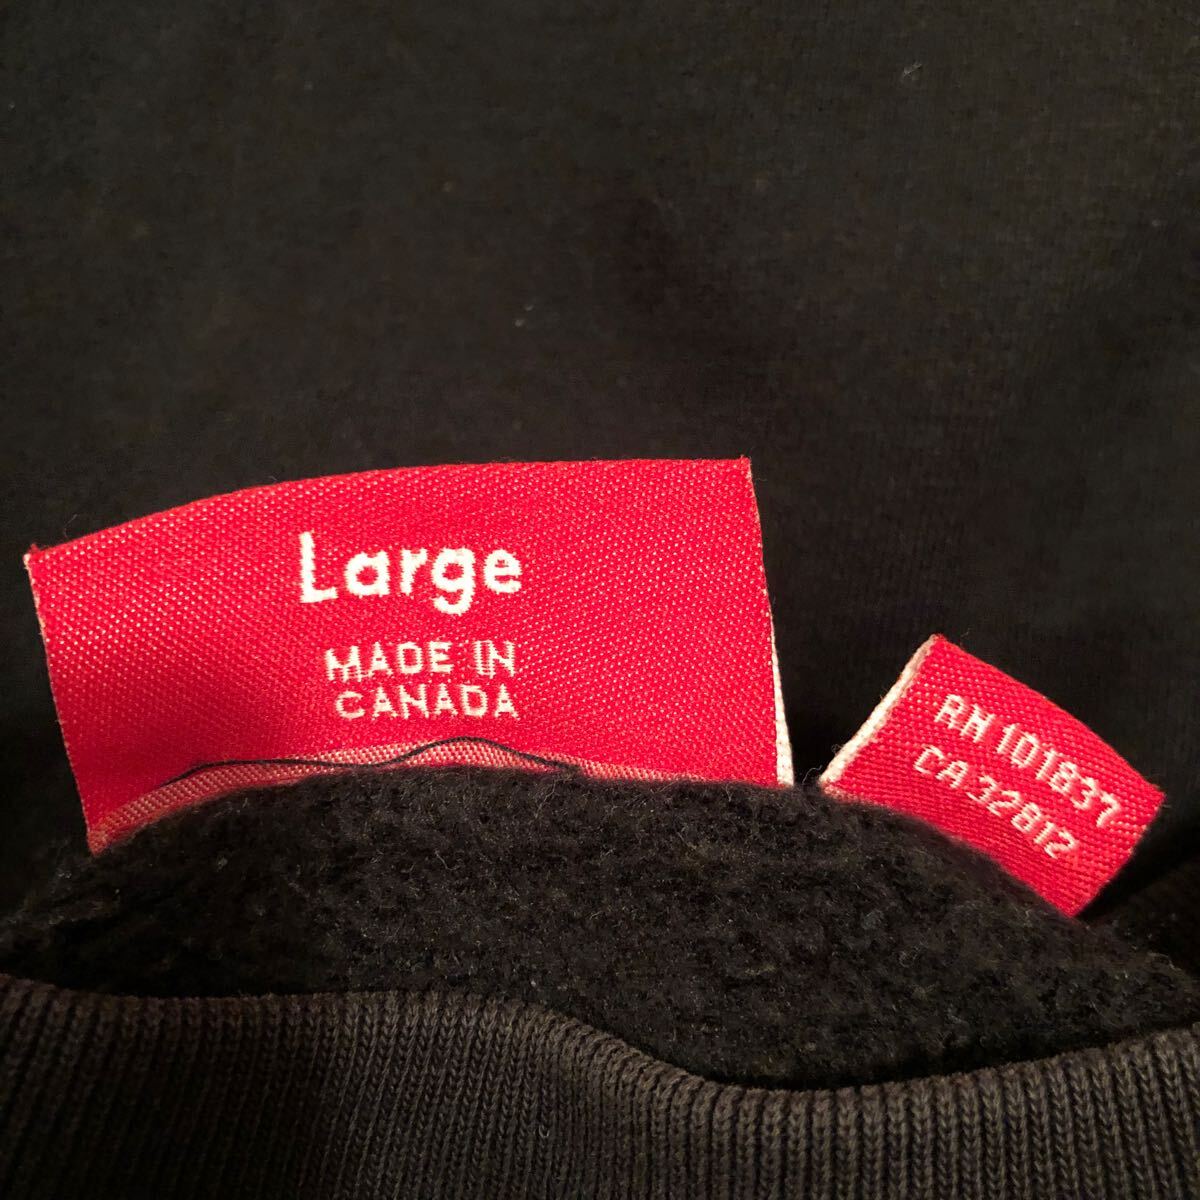 Large
MADE IN
CANADA
RN 101837
CA 32812